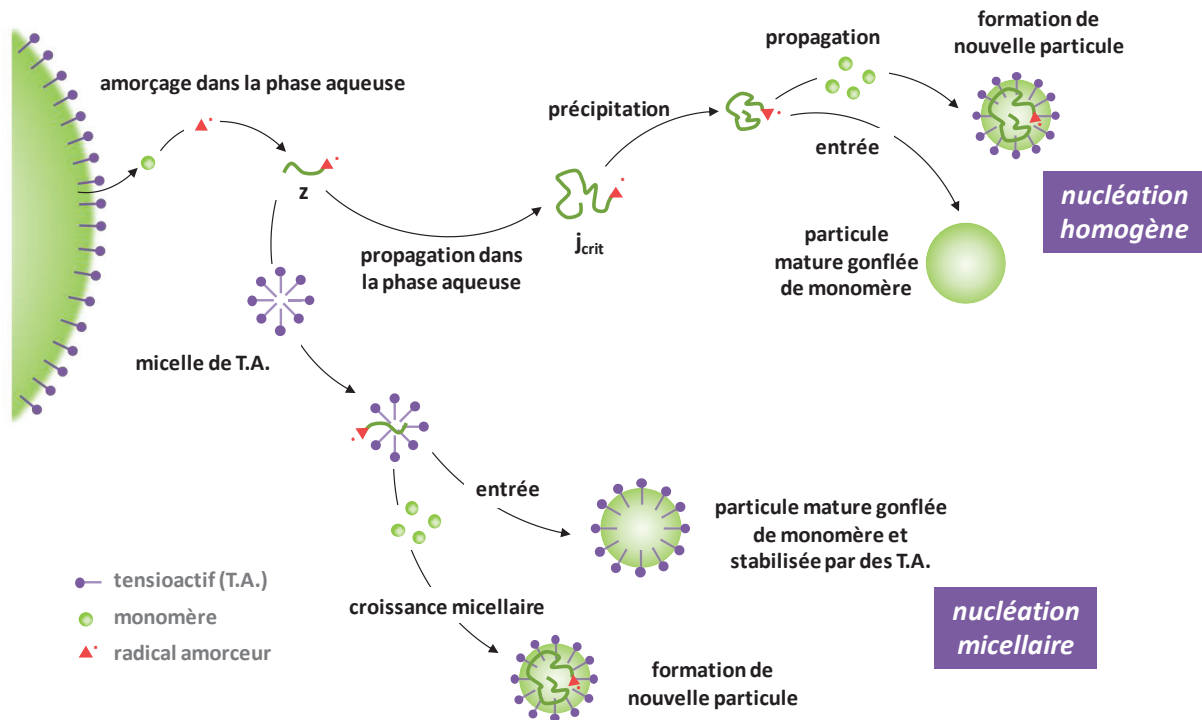 formation de
nouvelle particule
propagation
amorçage dans la phase aqueuse
précipitation
entrée
z
nucléation
homogène
j_crit
propagation dans
la phase aqueuse
particule
mature gonflée
de monomère
micelle de T.A.
entrée
particule mature gonflée
de monomère et
stabilisée par des T.A.
tensioactif (T.A.)
monomère
radical amorceur
croissance micellaire
nucléation
micellaire
formation de
nouvelle particule